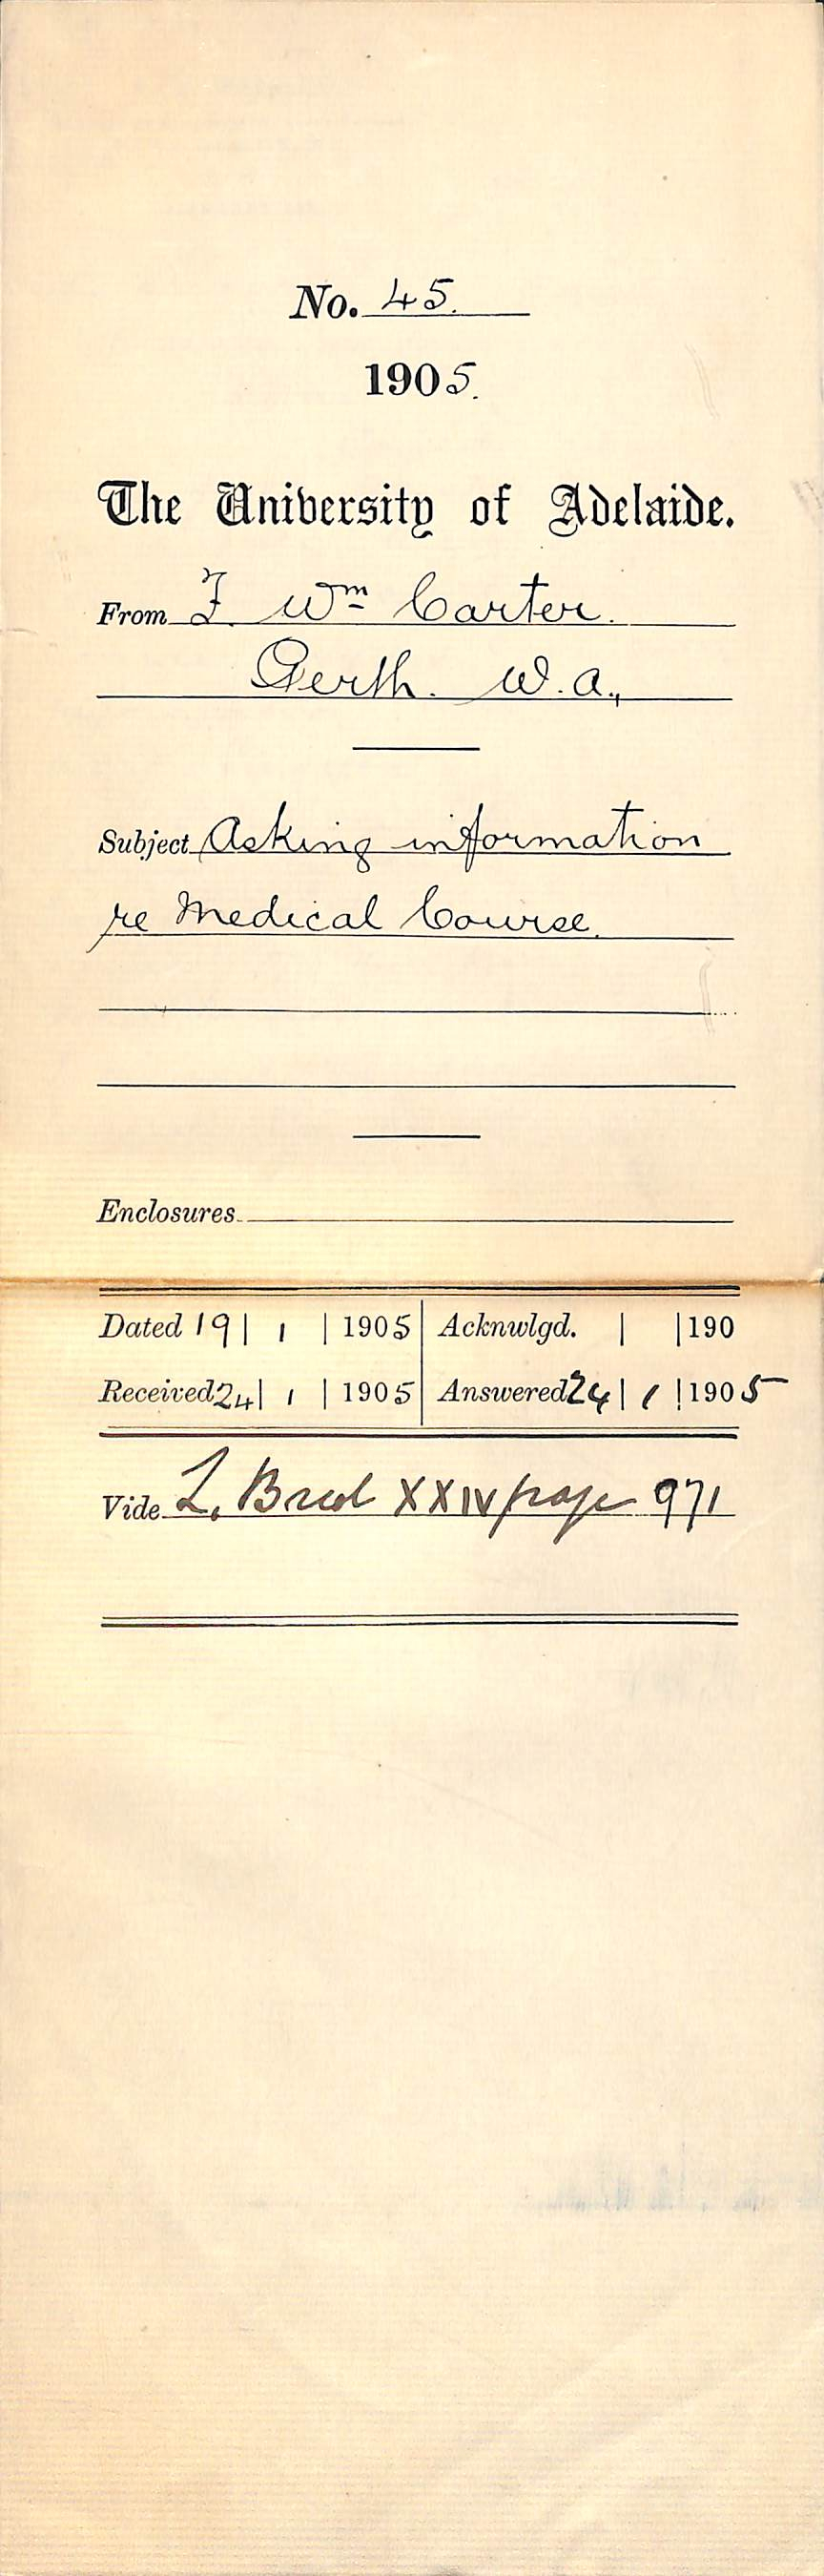 No. 45.
1905.
The University of Adelaide.
From F. Wm Carter.
Perth. W.A.,
Subject Asking information
re Medical Course.
Enclosures
Dated 19 | 1 | 1905 Acknwlgd. | | 190
Received 24 | 1 | 1905 Answered 24 | 1 | 1905
Vide L. XXIV page 971